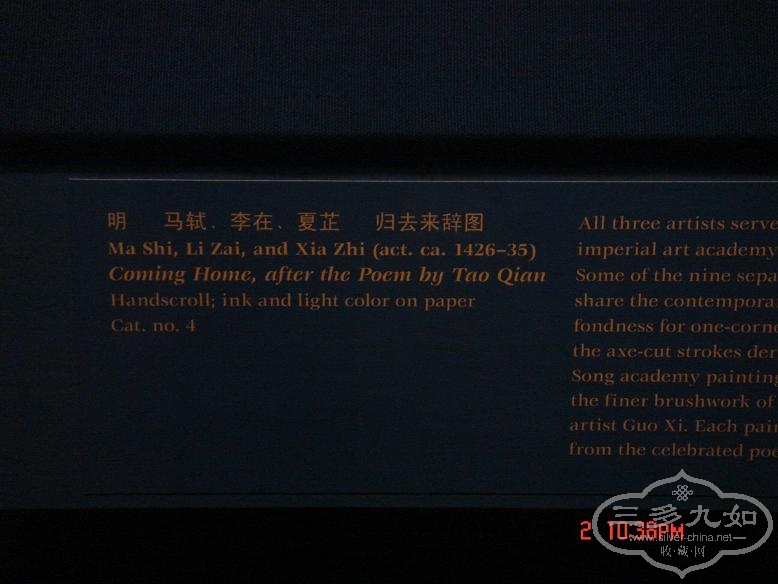 明 马轼、李在、夏芷 归去来辞图
Ma Shi, Li Zai, and Xia Zhi (act. ca. 1426–35)
Coming Home, after the Poem by Tao Qian
Handscroll; ink and light color on paper
Cat. no. 4
All three artists serve
imperial art academy
Some of the nine sepa
share the contempora
fondness for one-corne
the axe-cut strokes der
Song academy painting
the finer brushwork of
artist Guo Xi. Each pain
from the celebrated poe
2 10:38PM
三多九如
www.silver-china.net
收·藏·网